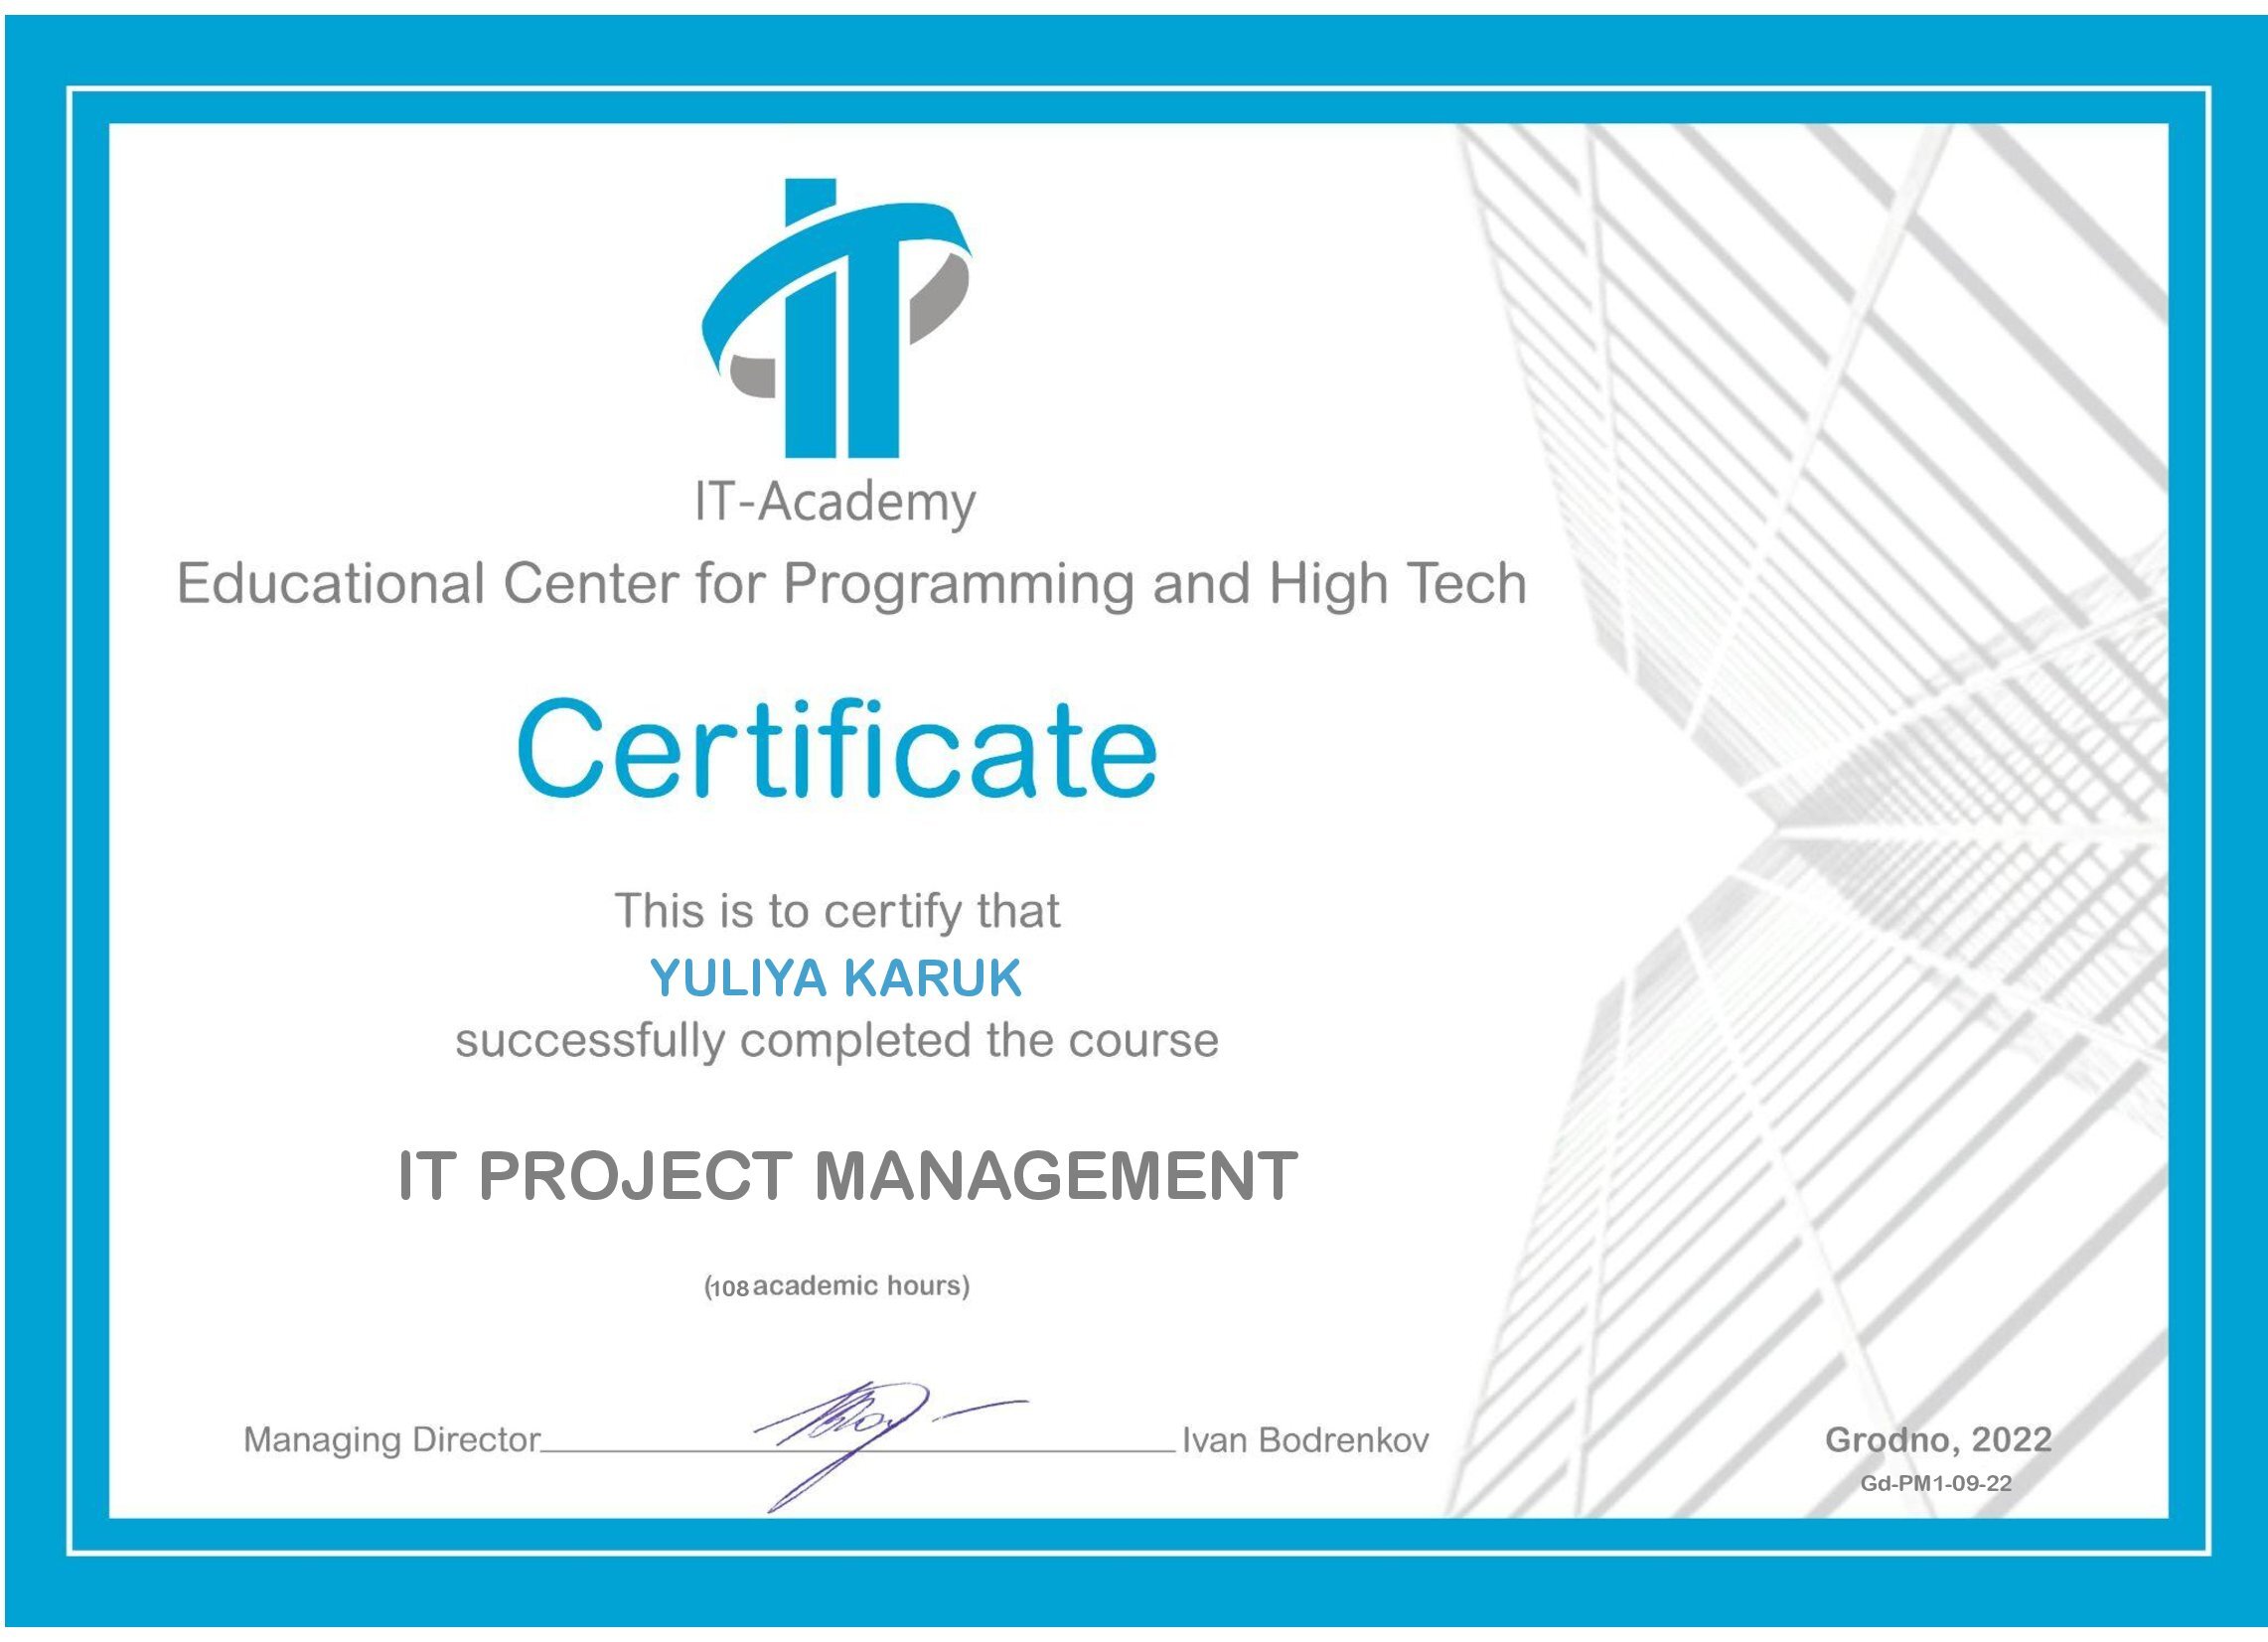 IT-Academy
Educational Center for Programming and High Tech
Certificate
This is to certify that
YULIYA KARUK
successfully completed the course
IT PROJECT MANAGEMENT
(108 academic hours)
Managing Director Ivan Bodrenkov
Grodno, 2022
Gd-PM1-09-22